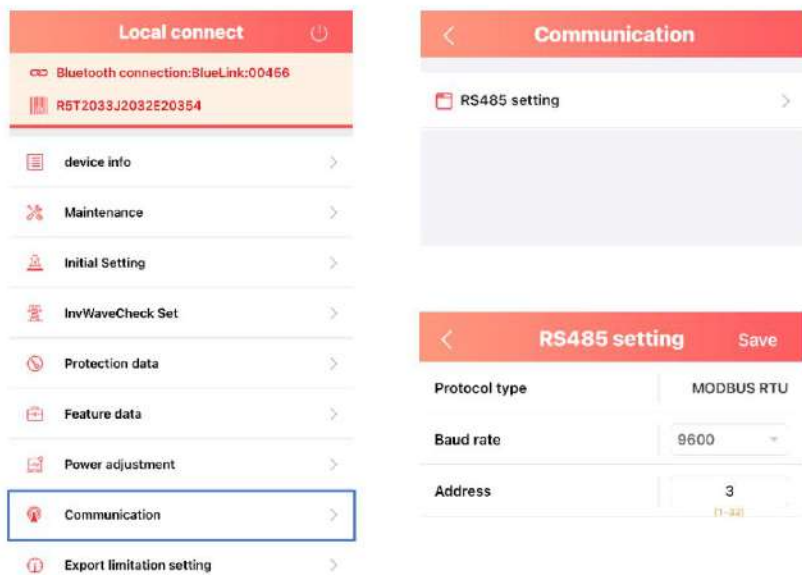 Local connect
Bluetooth connection:BlueLink:00456
R5T2033J2032E20354
device info
Maintenance
Initial Setting
InvWaveCheck Set
Protection data
Feature data
Power adjustment
Communication
Export limitation setting
Communication
RS485 setting
RS485 setting Save
Protocol type MODBUS RTU
Baud rate 9600
Address 3
[1-32]